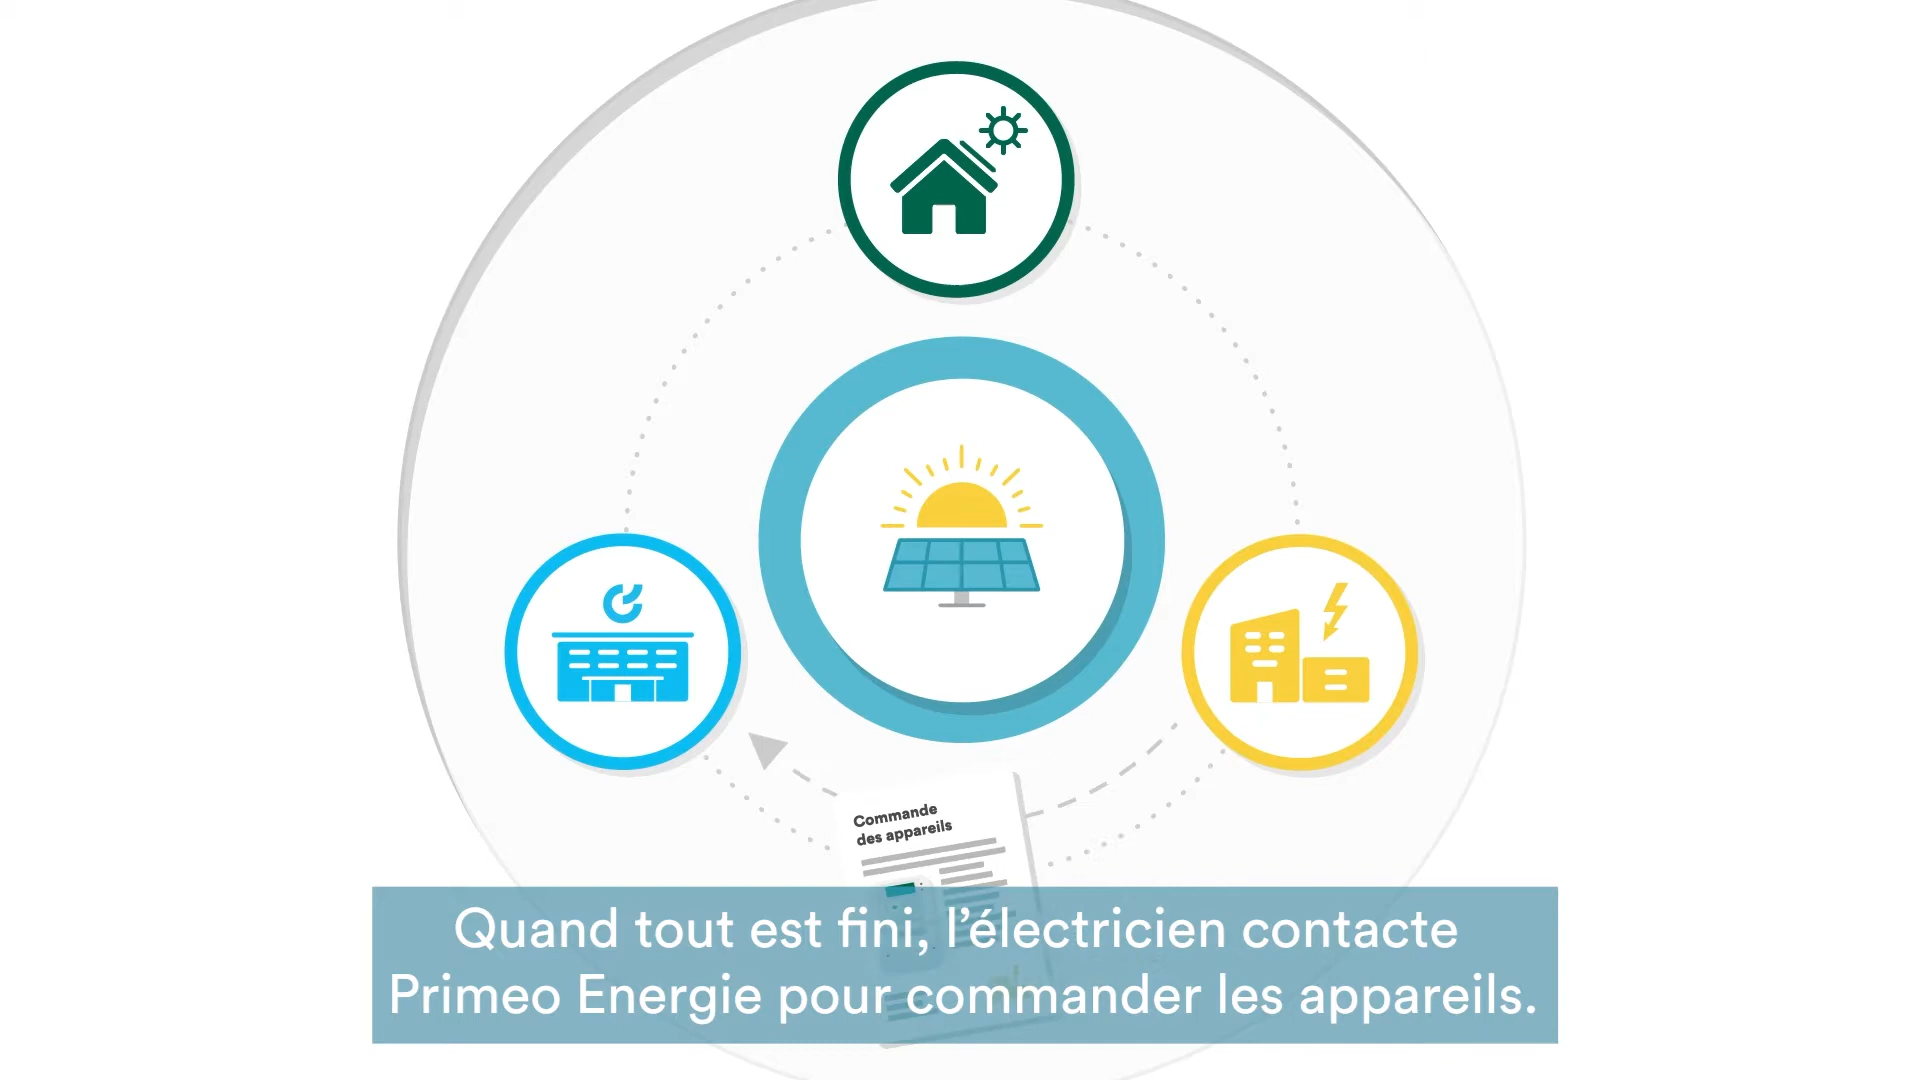 Commande
des appareils
Quand tout est fini, l’électricien contacte
Primeo Energie pour commander les appareils.